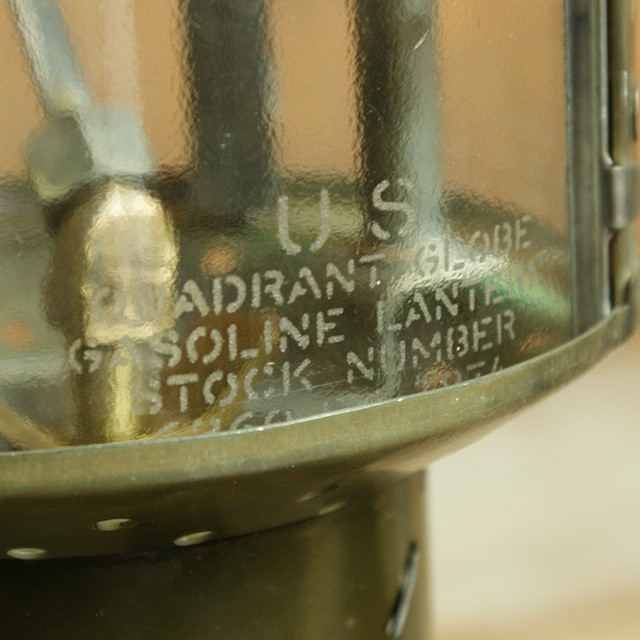 U S
QUADRANT GLOBE
GASOLINE LANTERN
STOCK NUMBER